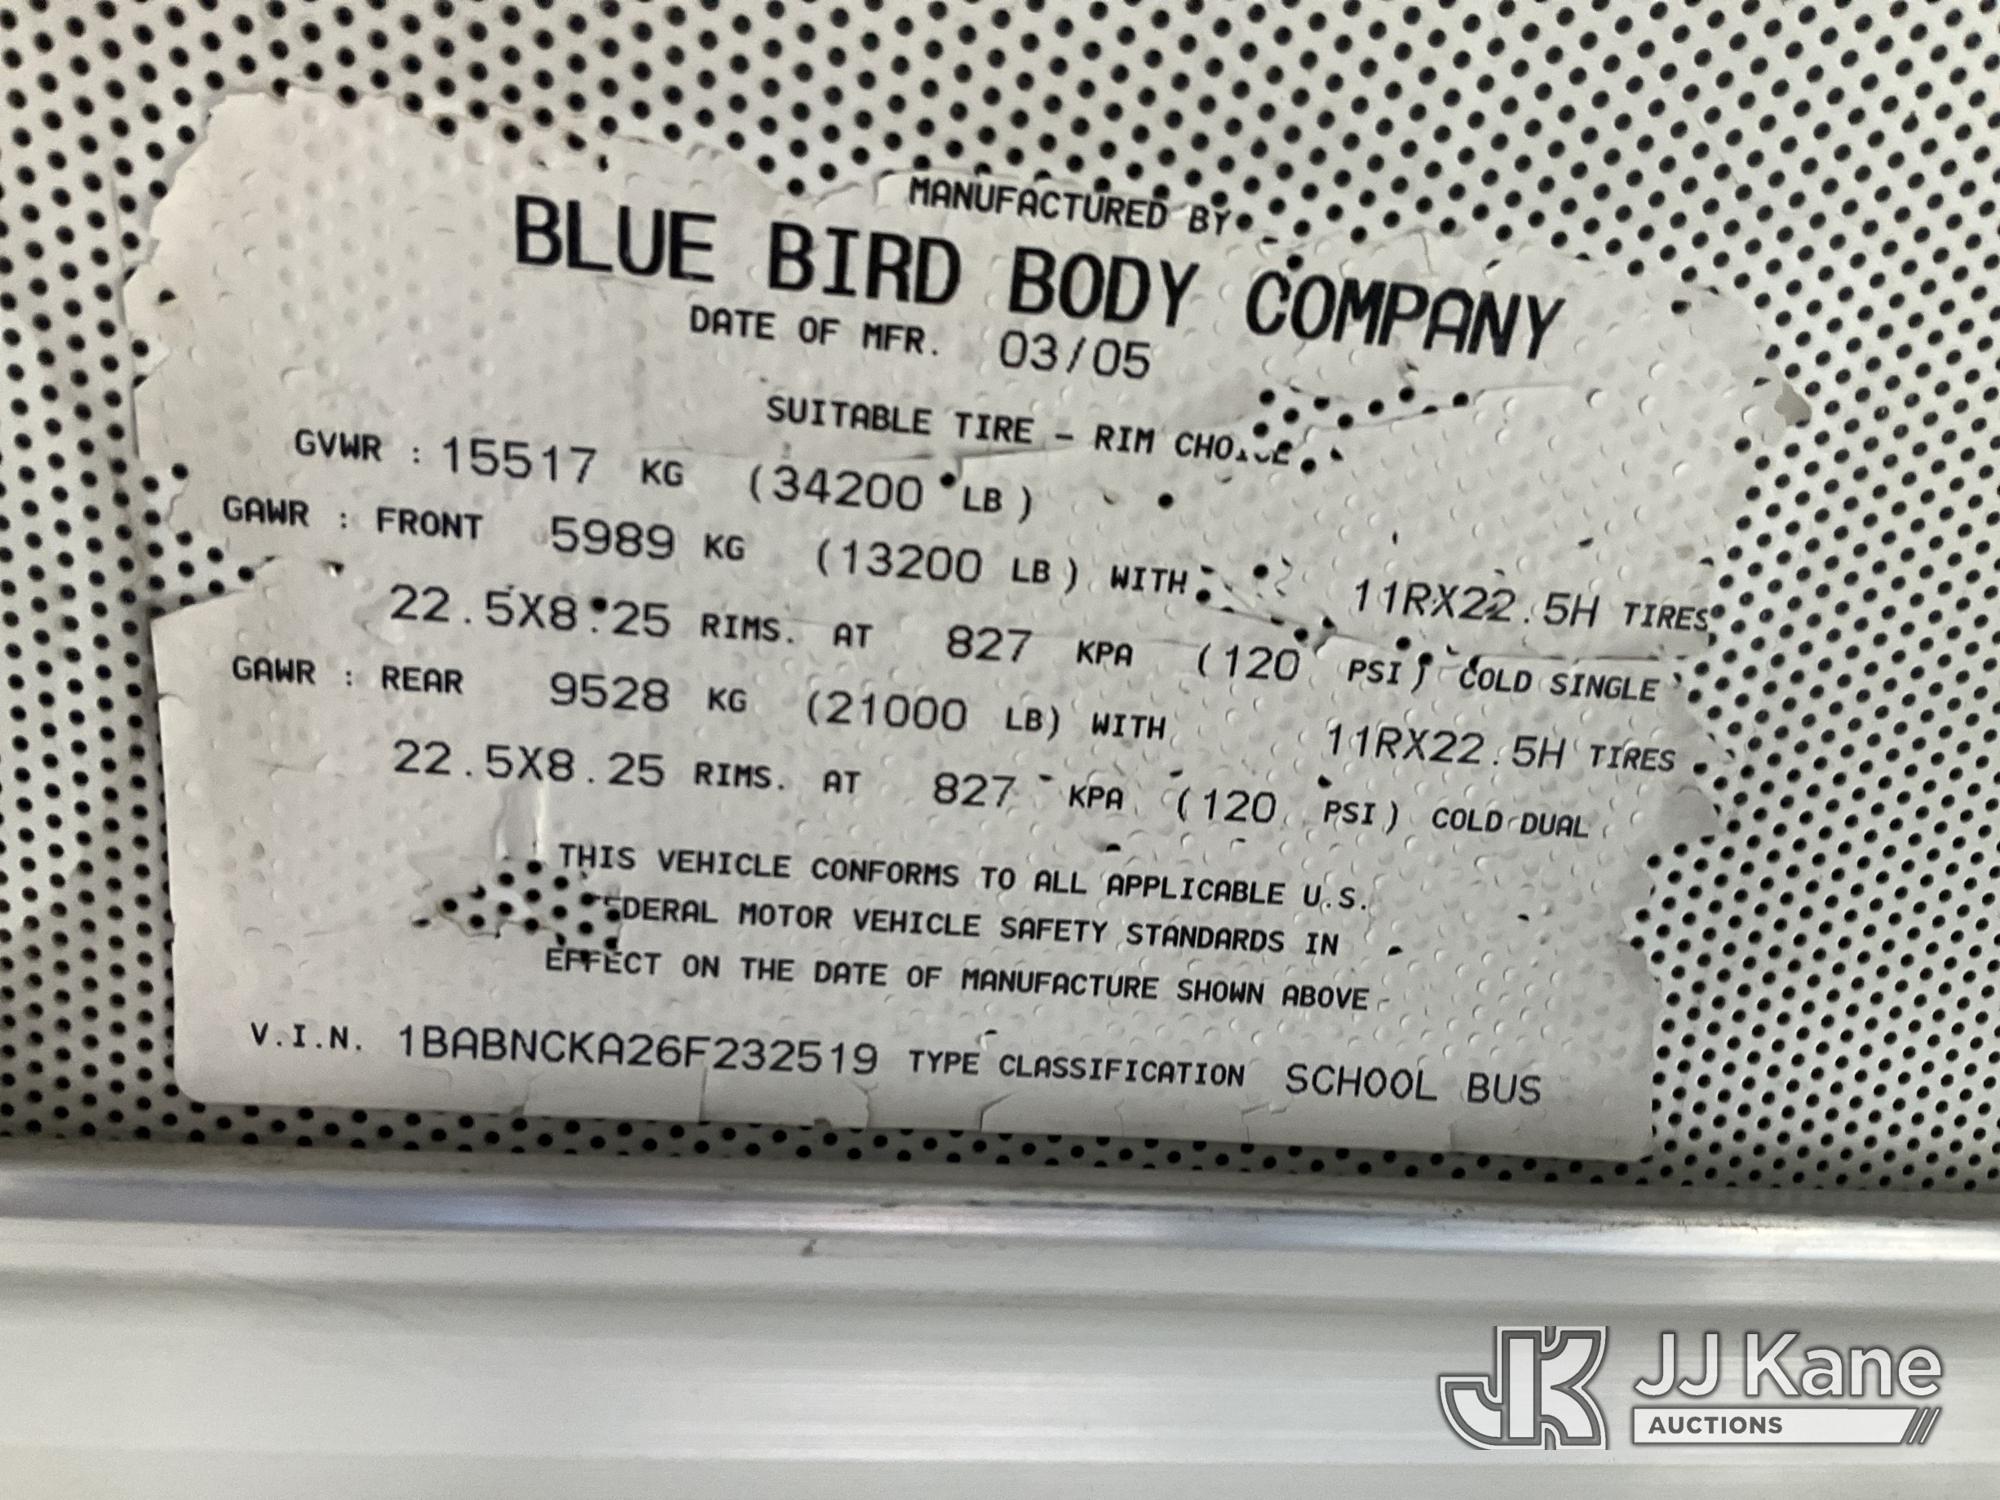 MANUFACTURED BY
BLUE BIRD BODY COMPANY
DATE OF MFR. 03/05
SUITABLE TIRE - RIM CHOICE
GVWR : 15517 KG (34200 LB)
GAWR : FRONT 5989 KG (13200 LB) WITH 11RX22.5H TIRES
22.5X8.25 RIMS. AT 827 KPA (120 PSI) COLD SINGLE
GAWR : REAR 9528 KG (21000 LB) WITH 11RX22.5H TIRES
22.5X8.25 RIMS. AT 827 KPA (120 PSI) COLD DUAL
THIS VEHICLE CONFORMS TO ALL APPLICABLE U.S.
FEDERAL MOTOR VEHICLE SAFETY STANDARDS IN
EFFECT ON THE DATE OF MANUFACTURE SHOWN ABOVE
V.I.N. 1BABNCKA26F232519 TYPE CLASSIFICATION SCHOOL BUS
JK JJ Kane
AUCTIONS